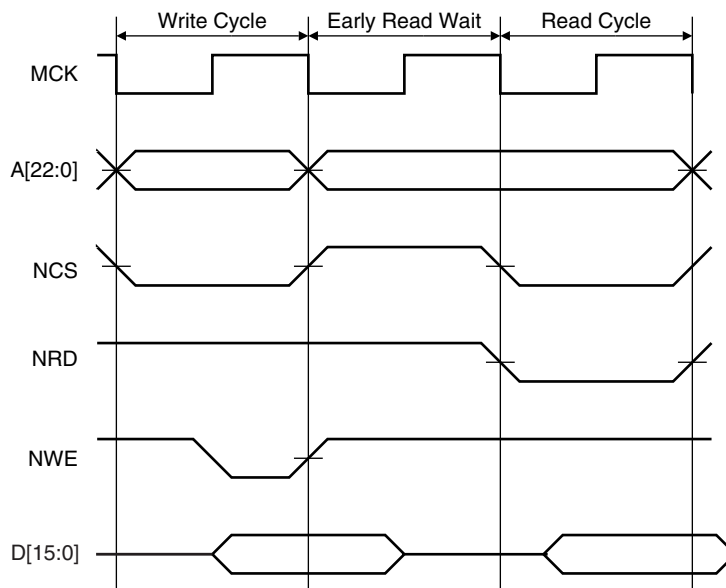 Write Cycle Early Read Wait Read Cycle
MCK
A[22:0]
NCS
NRD
NWE
D[15:0]